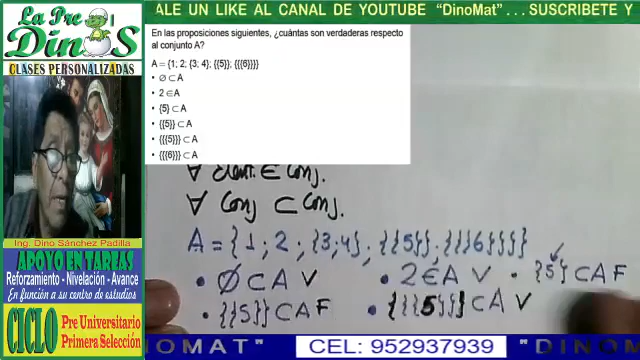 La Pre
DinoS
CLASES PERSONALIZADAS
ALE UN LIKE AL CANAL DE YOUTUBE "DinoMat"...SUSCRIBETE Y
En las proposiciones siguientes, ¿cuántas son verdaderas respecto
al conjunto A?
A = {1; 2; {3; 4}; {{5}}; {{{6}}}}
• ∅ ⊂ A
• 2 ∈ A
• {5} ⊂ A
• {{5}} ⊂ A
• {{{5}}} ⊂ A
• {{{6}}} ⊂ A
∀ Elem. ∈ Conj.
∀ Conj ⊂ Conj.
A = {1; 2; {3;4}; {{5}}; {{{6}}}}
• ∅ ⊂ A V • 2 ∈ A V • {5} ⊂ A F
• {{5}} ⊂ A F • {{{5}}} ⊂ A V
Ing. Dino Sánchez Padilla
APOYO EN TAREAS
Reforzamiento - Nivelación - Avance
En función a su centro de estudios
CICLO Pre Universitario
Primera Selección
MAT" CEL: 952937939 "D